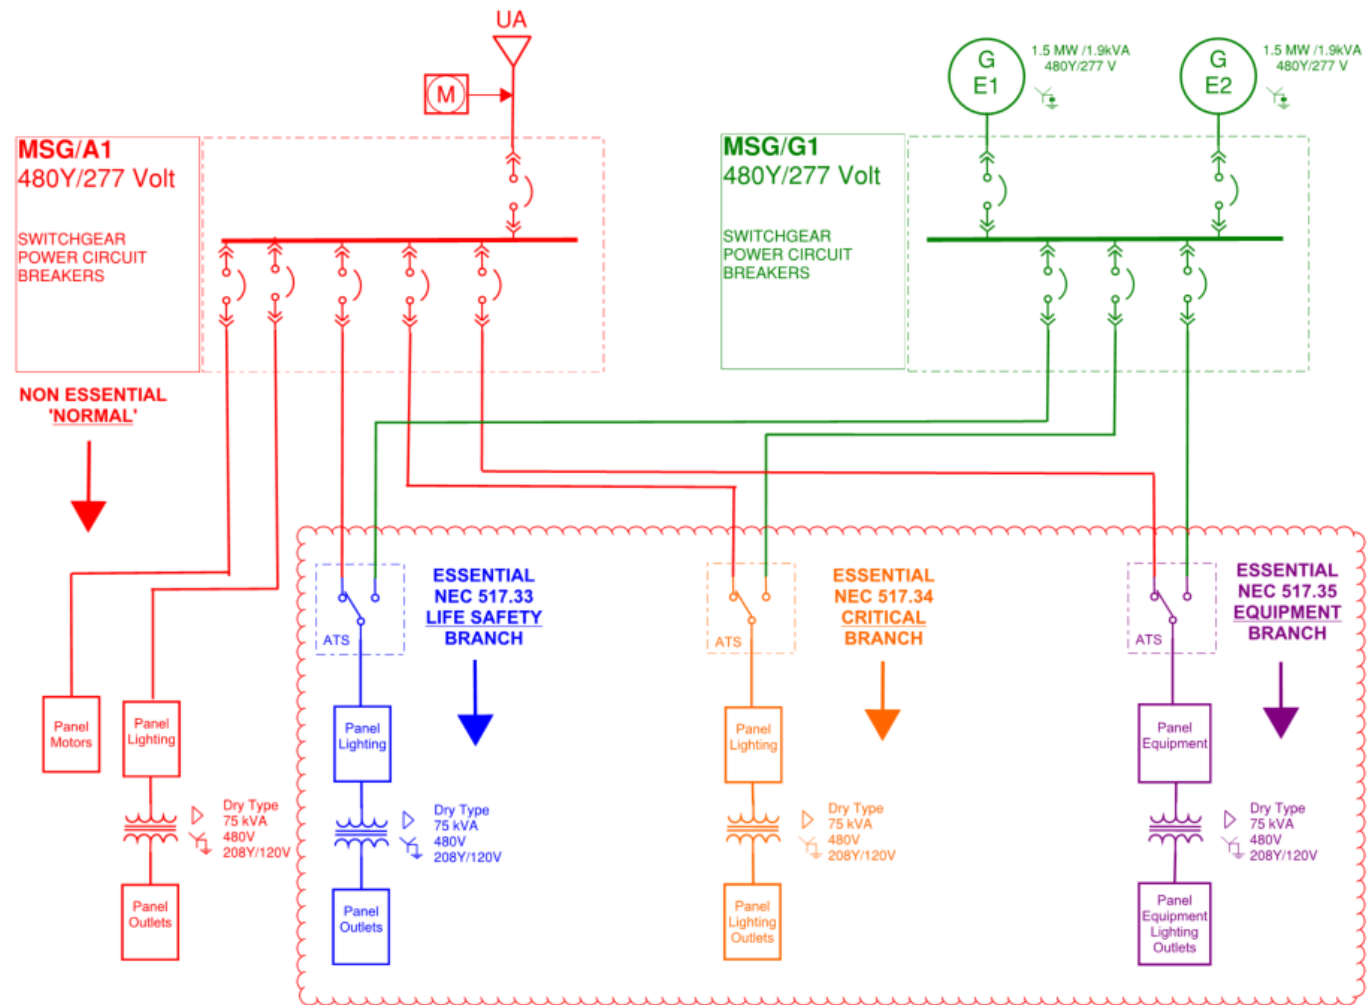 UA
M
MSG/A1
480Y/277 Volt
SWITCHGEAR
POWER CIRCUIT
BREAKERS
G
E1
1.5 MW /1.9kVA
480Y/277 V
G
E2
1.5 MW /1.9kVA
480Y/277 V
MSG/G1
480Y/277 Volt
SWITCHGEAR
POWER CIRCUIT
BREAKERS
NON ESSENTIAL
'NORMAL'
ATS
ESSENTIAL
NEC 517.33
LIFE SAFETY
BRANCH
ATS
ESSENTIAL
NEC 517.34
CRITICAL
BRANCH
ATS
ESSENTIAL
NEC 517.35
EQUIPMENT
BRANCH
Panel
Motors
Panel
Lighting
Panel
Lighting
Panel
Lighting
Panel
Equipment
Dry Type
75 kVA
480V
208Y/120V
Dry Type
75 kVA
480V
208Y/120V
Dry Type
75 kVA
480V
208Y/120V
Dry Type
75 kVA
480V
208Y/120V
Panel
Outlets
Panel
Outlets
Panel
Lighting
Outlets
Panel
Equipment
Lighting
Outlets